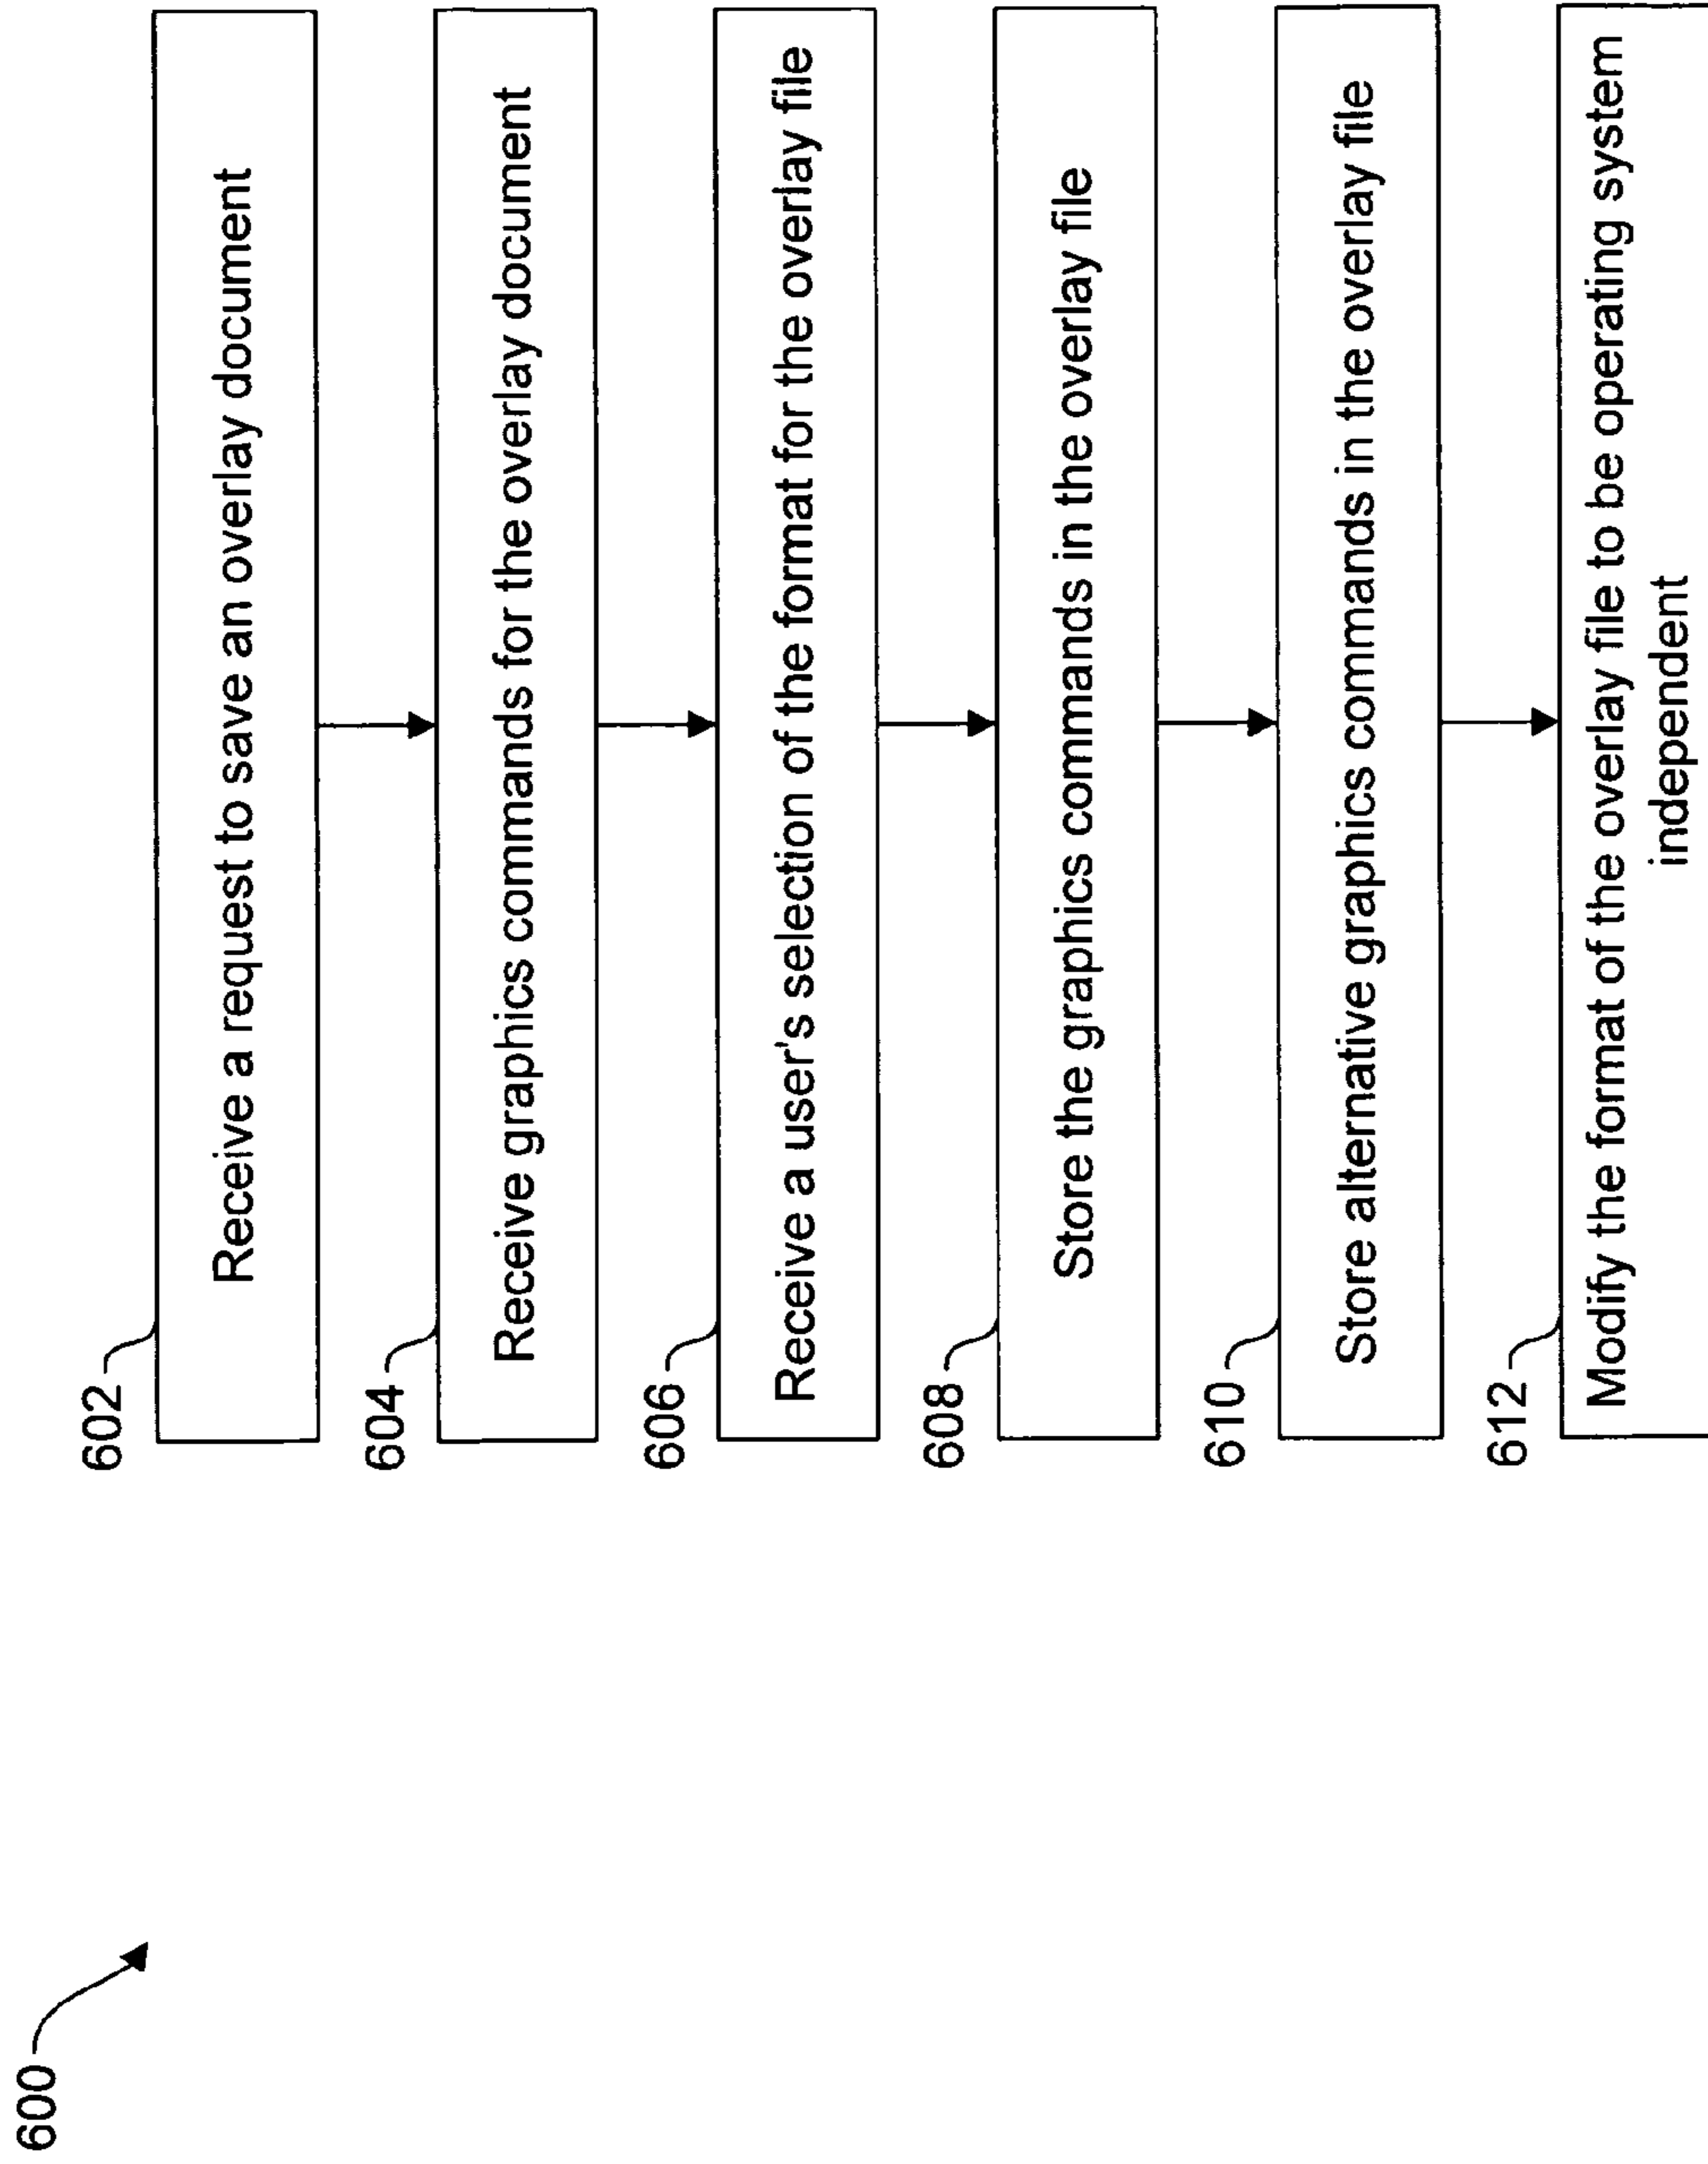 600
602
Receive a request to save an overlay document
604
Receive graphics commands for the overlay document
606
Receive a user's selection of the format for the overlay file
608
Store the graphics commands in the overlay file
610
Store alternative graphics commands in the overlay file
612
Modify the format of the overlay file to be operating system
independent